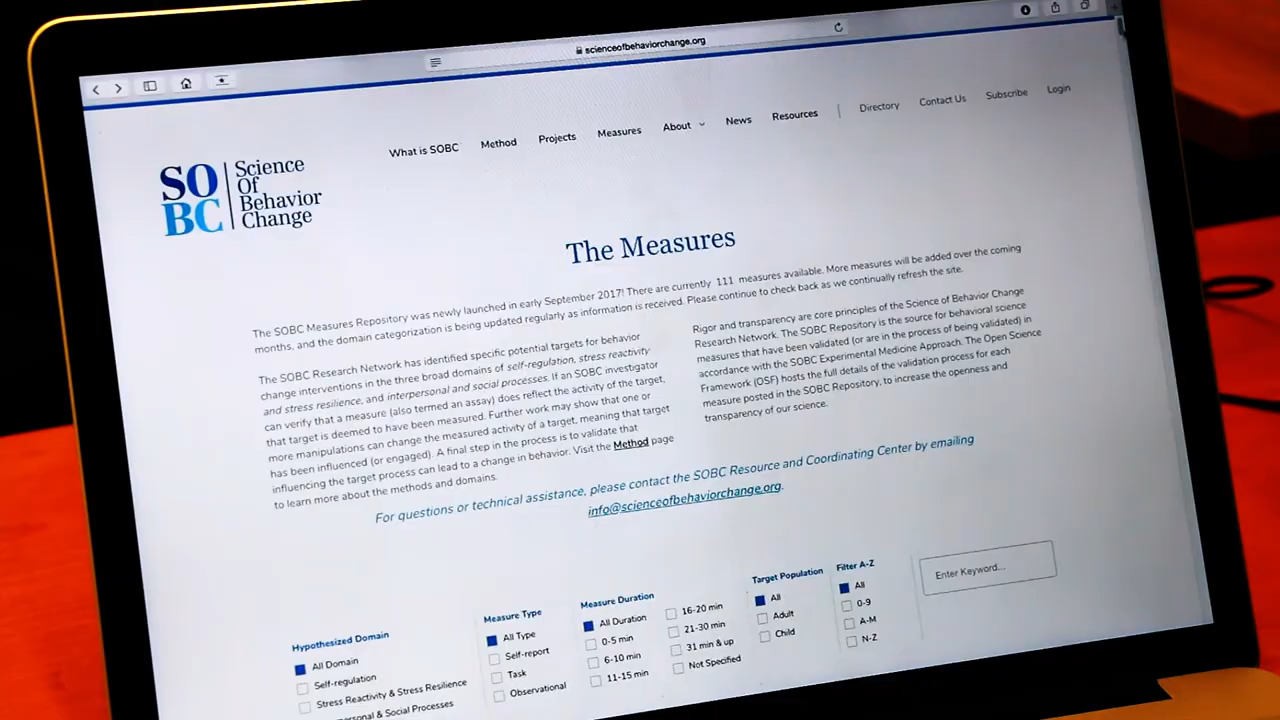 scienceofbehaviorchange.org
What is SOBC Method Projects Measures About News Resources Directory Contact Us Subscribe Login
SO
BC
Science
Of
Behavior
Change
The Measures
The SOBC Measures Repository was newly launched in early September 2017! There are currently 111 measures available. More measures will be added over the coming
months, and the domain categorization is being updated regularly as information is received. Please continue to check back as we continually refresh the site.
The SOBC Research Network has identified specific potential targets for behavior
change interventions in the three broad domains of self-regulation, stress reactivity
and stress resilience, and interpersonal and social processes. If an SOBC investigator
can verify that a measure (also termed an assay) does reflect the activity of the target,
that target is deemed to have been measured. Further work may show that one or
more manipulations can change the measured activity of a target, meaning that target
has been influenced (or engaged). A final step in the process is to validate that
influencing the target process can lead to a change in behavior. Visit the Method page
to learn more about the methods and domains.
Rigor and transparency are core principles of the Science of Behavior Change
Research Network. The SOBC Repository is the source for behavioral science
measures that have been validated (or are in the process of being validated) in
accordance with the SOBC Experimental Medicine Approach. The Open Science
Framework (OSF) hosts the full details of the validation process for each
measure posted in the SOBC Repository, to increase the openness and
transparency of our science.
For questions or technical assistance, please contact the SOBC Resource and Coordinating Center by emailing
info@scienceofbehaviorchange.org.
Hypothesized Domain
All Domain
Self-regulation
Stress Reactivity & Stress Resilience
personal & Social Processes
Measure Type
All Type
Self-report
Task
Observational
Measure Duration
All Duration
0-5 min
6-10 min
11-15 min
16-20 min
21-30 min
31 min & up
Not Specified
Target Population
All
Adult
Child
Filter A-Z
All
0-9
A-M
N-Z
Enter Keyword...